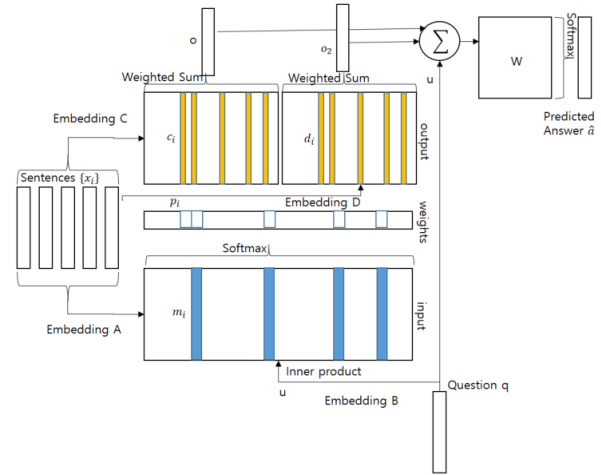 o
o₂
∑
W
Softmax
Weighted Sum
Weighted Sum
u
Embedding C
cᵢ
dᵢ
output
Predicted
Answer â
Sentences {xᵢ}
pᵢ
Embedding D
weights
Softmax
mᵢ
input
Embedding A
Inner product
u
Embedding B
Question q